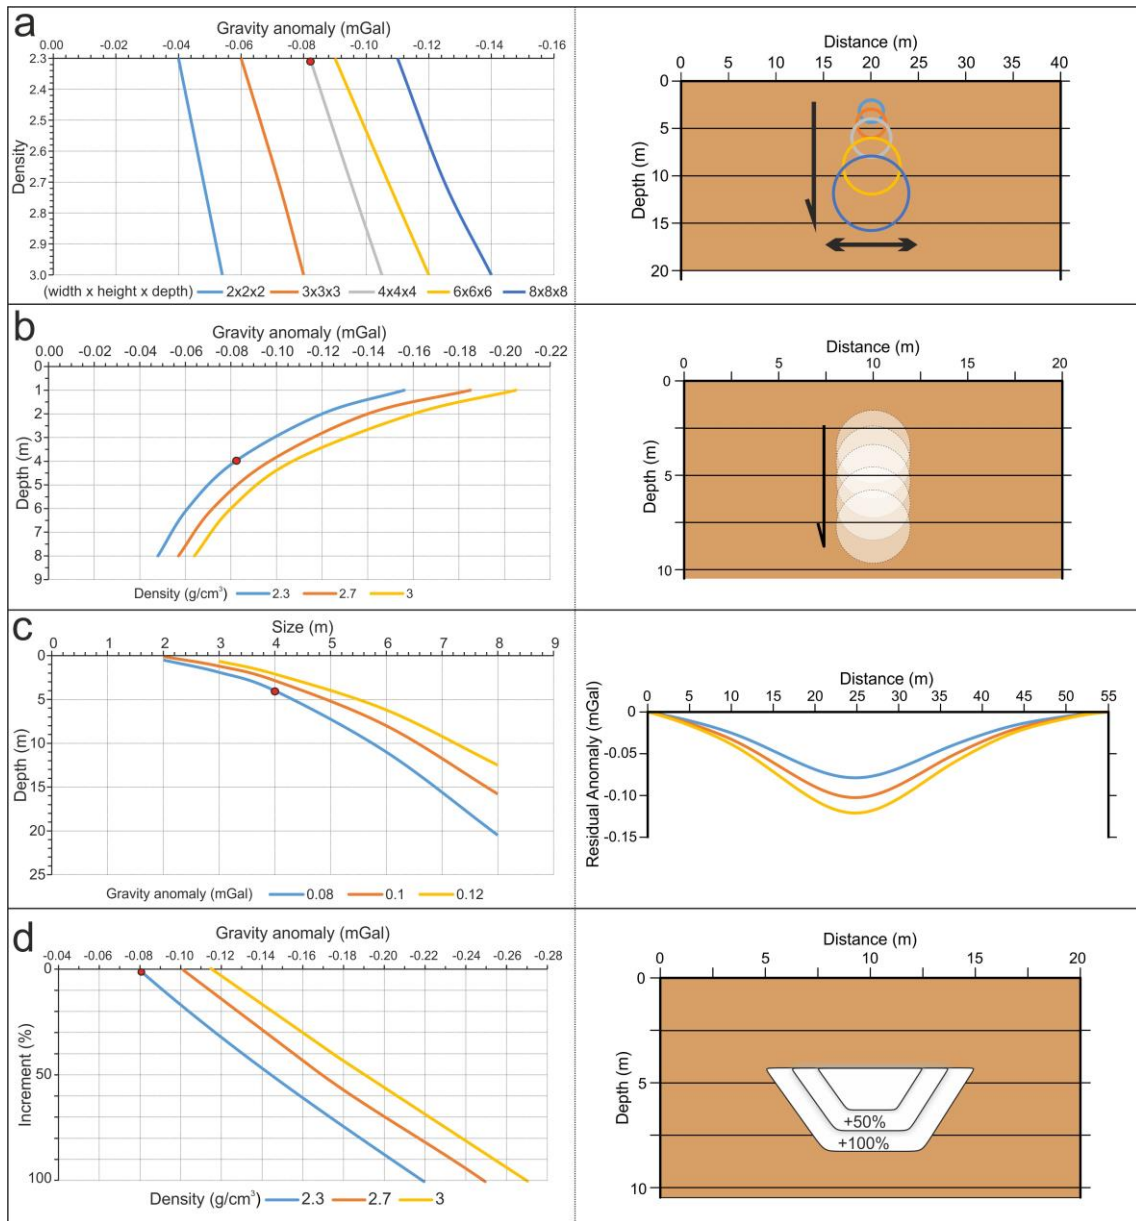 a
Gravity anomaly (mGal)
0.00 -0.02 -0.04 -0.06 -0.08 -0.10 -0.12 -0.14 -0.16
Density
2.3
2.4
2.5
2.6
2.7
2.8
2.9
3.0
(width x height x depth) 2x2x2 3x3x3 4x4x4 6x6x6 8x8x8
Distance (m)
0 5 10 15 20 25 30 35 40
Depth (m)
0
5
10
15
20
b
Gravity anomaly (mGal)
0.00 -0.02 -0.04 -0.06 -0.08 -0.10 -0.12 -0.14 -0.16 -0.18 -0.20 -0.22
Depth (m)
0
1
2
3
4
5
6
7
8
9
Density (g/cm³) 2.3 2.7 3
Distance (m)
0 5 10 15 20
Depth (m)
0
5
10
c
Size (m)
0 1 2 3 4 5 6 7 8 9
Depth (m)
0
5
10
15
20
25
Gravity anomaly (mGal) 0.08 0.1 0.12
Distance (m)
0 5 10 15 20 25 30 35 40 45 50 55
Residual Anomaly (mGal)
0
-0.05
-0.10
-0.15
d
Gravity anomaly (mGal)
-0.04 -0.06 -0.08 -0.10 -0.12 -0.14 -0.16 -0.18 -0.20 -0.22 -0.24 -0.26 -0.28
Increment (%)
0
50
100
Density (g/cm³) 2.3 2.7 3
Distance (m)
0 5 10 15 20
Depth (m)
0
5
10
+50%
+100%